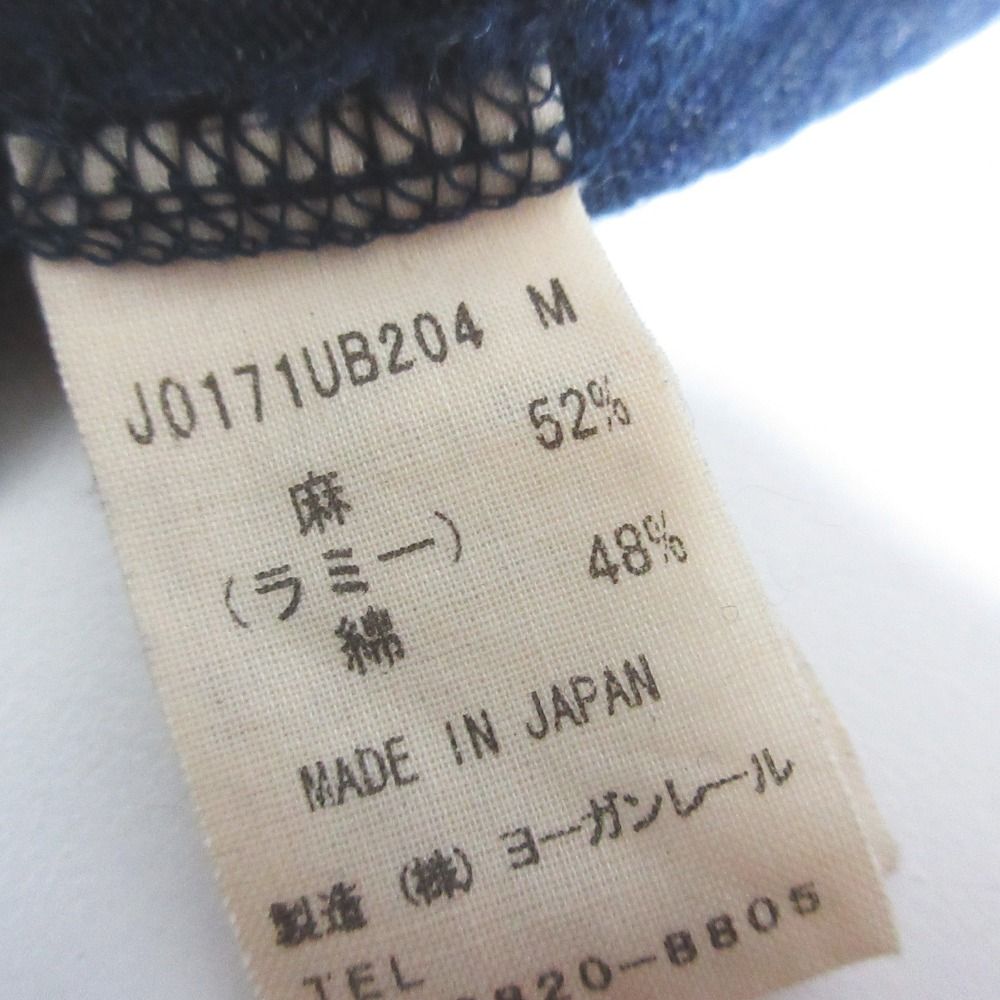 J0171UB204 M
麻 52%
(ラミー)
綿 48%
MADE IN JAPAN
製造 (株) ヨーガンレール
TEL
820-8805